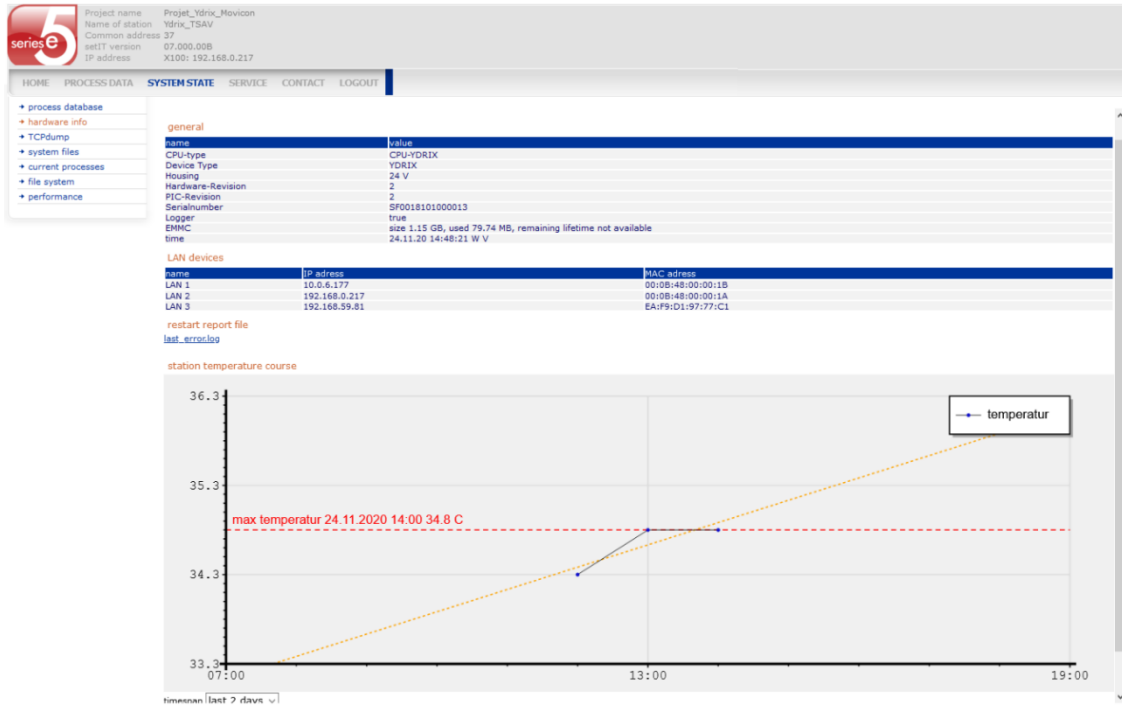 series e 5
Project name Projet_Ydrix_Movicon
Name of station Ydrix_TSAV
Common address 37
setIT version 07.000.00B
IP address X100: 192.168.0.217
HOME PROCESS DATA SYSTEM STATE SERVICE CONTACT LOGOUT
process database
hardware info
TCPdump
system files
current processes
file system
performance
general
name value
CPU-type CPU-YDRIX
Device Type YDRIX
Housing 24 V
Hardware-Revision 2
PIC-Revision 2
Serialnumber SF0018101000013
Logger true
EMMC size 1.15 GB, used 79.74 MB, remaining lifetime not available
time 24.11.20 14:48:21 W V
LAN devices
name IP adress MAC adress
LAN 1 10.0.6.177 00:0B:48:00:00:1B
LAN 2 192.168.0.217 00:0B:48:00:00:1A
LAN 3 192.168.59.81 EA:F9:D1:97:77:C1
restart report file
last_error.log
station temperature course
36.3
temperatur
35.3
max temperatur 24.11.2020 14:00 34.8 C
34.3
33.3
07:00 13:00 19:00
timespan last 2 days